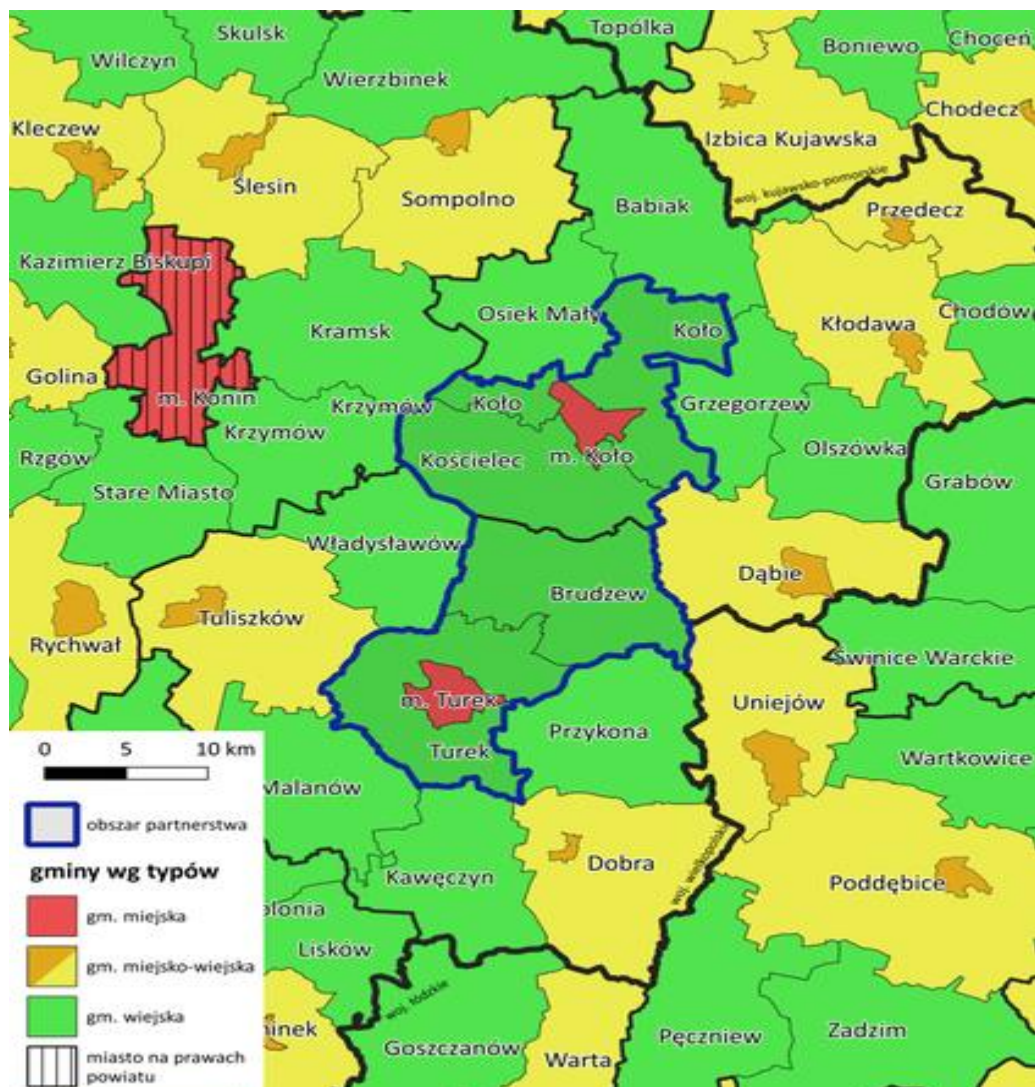 Skulsk
Topólka
Boniewo
Choceń
Wilczyn
Wierzbinek
Kleczew
Chodecz
Izbica Kujawska
Ślesin
Sompolno
woj. kujawsko-pomorskie
Babiak
Przedecz
Kazimierz Biskupi
Osiek Mały
Chodów
Kramsk
Koło
Kłodawa
Golina
m. Konin
Krzymów
Koło
Grzegorzew
Krzymów
Kościelec
m. Koło
Olszówka
Rzgów
Stare Miasto
Grabów
Władysławów
Dąbie
Brudzew
Tuliszków
Rychwał
Świnice Warckie
m. Turek
Uniejów
Przykona
Turek
Wartkowice
0 5 10 km
Malanów
obszar partnerstwa
woj. wielkopolskie
Dobra
gminy wg typów
Kawęczyn
Poddębice
gm. miejska
olonia
Lisków
gm. miejsko-wiejska
woj. łódzkie
gm. wiejska
minek
Goszczanów
Warta
Pęczniew
Zadzim
miasto na prawach
powiatu